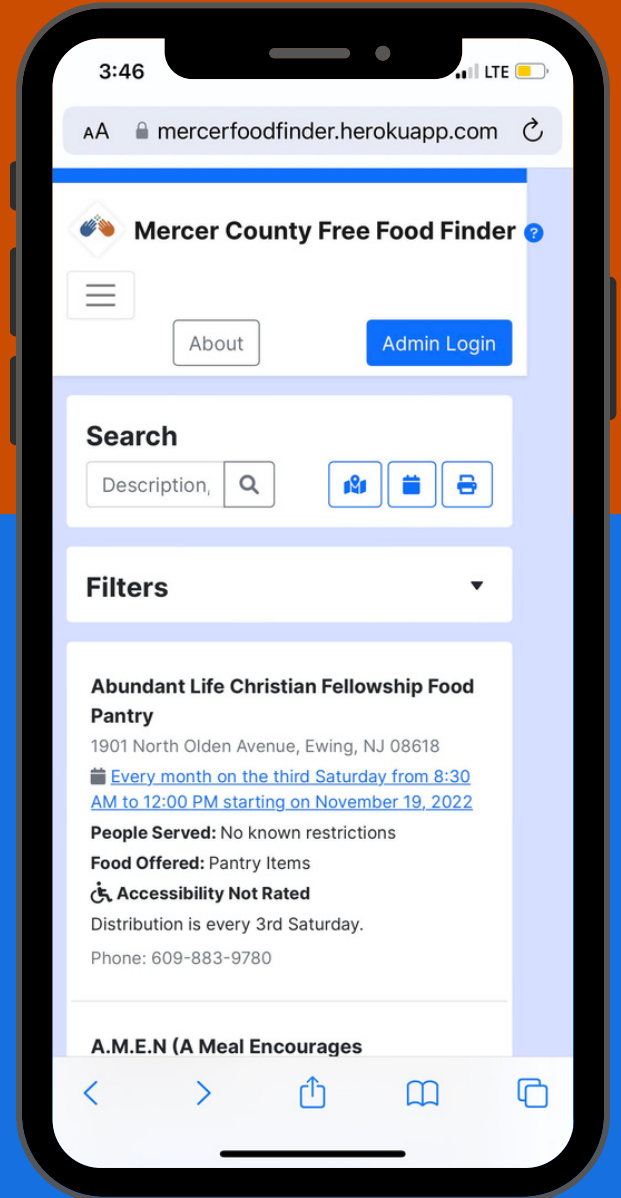 3:46 LTE
AA mercerfoodfinder.herokuapp.com
Mercer County Free Food Finder ?
About Admin Login
Search
Description,
Filters
Abundant Life Christian Fellowship Food
Pantry
1901 North Olden Avenue, Ewing, NJ 08618
Every month on the third Saturday from 8:30
AM to 12:00 PM starting on November 19, 2022
People Served: No known restrictions
Food Offered: Pantry Items
Accessibility Not Rated
Distribution is every 3rd Saturday.
Phone: 609-883-9780
A.M.E.N (A Meal Encourages